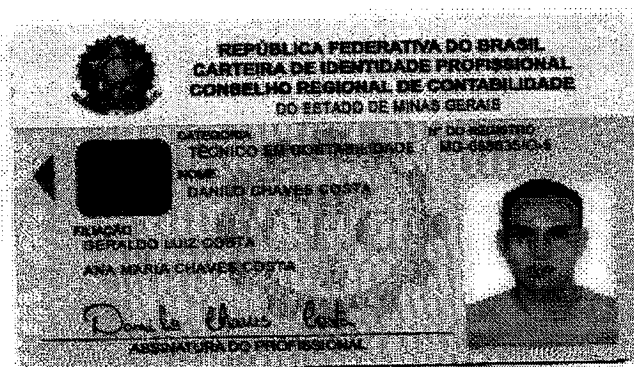 REPÚBLICA FEDERATIVA DO BRASIL
CARTEIRA DE IDENTIDADE PROFISSIONAL
CONSELHO REGIONAL DE CONTABILIDADE
DO ESTADO DE MINAS GERAIS
CATEGORIA
TÉCNICO EM CONTABILIDADE
Nº DO REGISTRO
NOME
DANILO CHAVES COSTA
FILIAÇÃO
GERALDO LUIZ COSTA
ANA MARIA CHAVES COSTA
Danilo Chaves Costa
ASSINATURA DO PROFISSIONAL